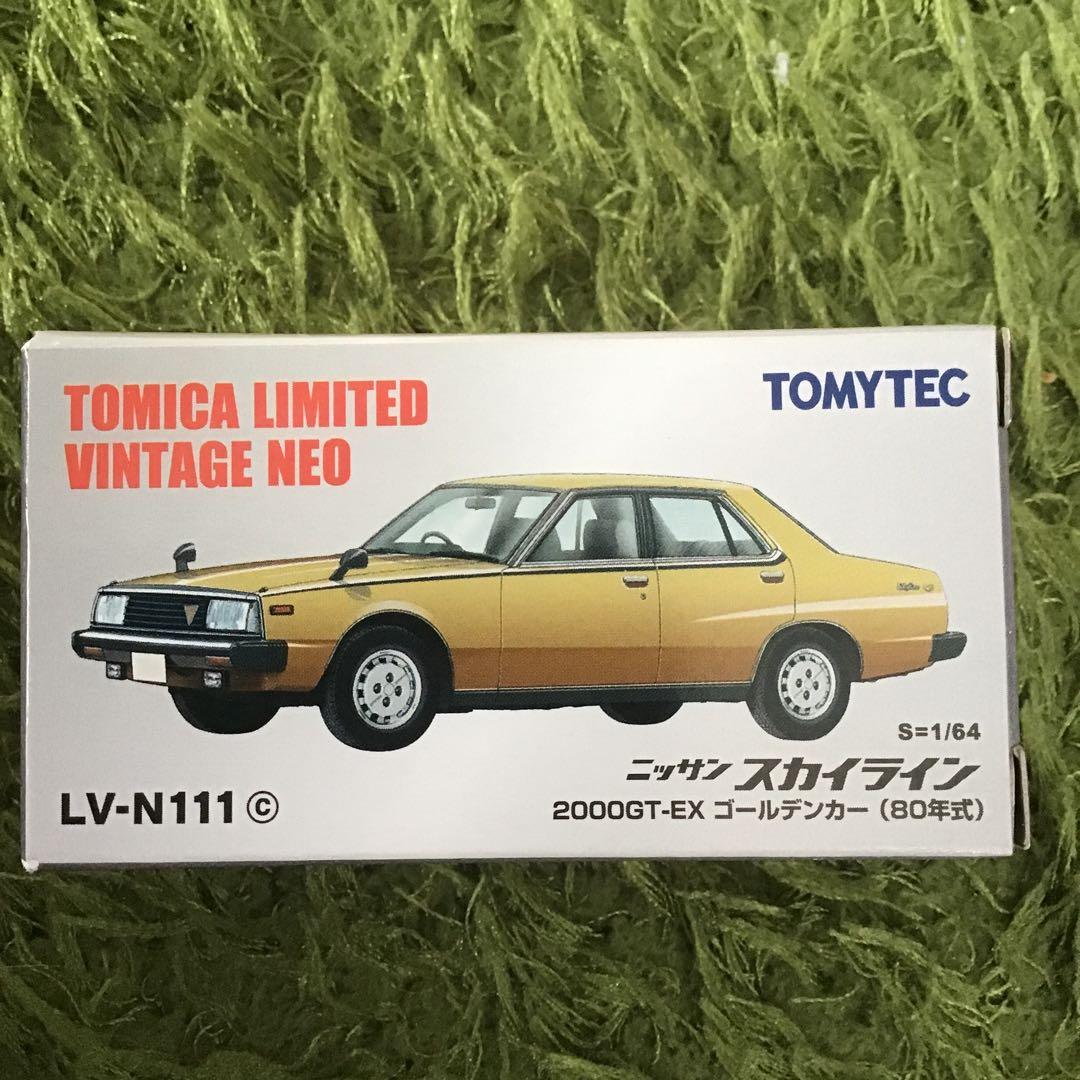 TOMICA LIMITED
VINTAGE NEO
TOMYTEC
S=1/64
ニッサン スカイライン
LV-N111 ©
2000GT-EX ゴールデンカー (80年式)